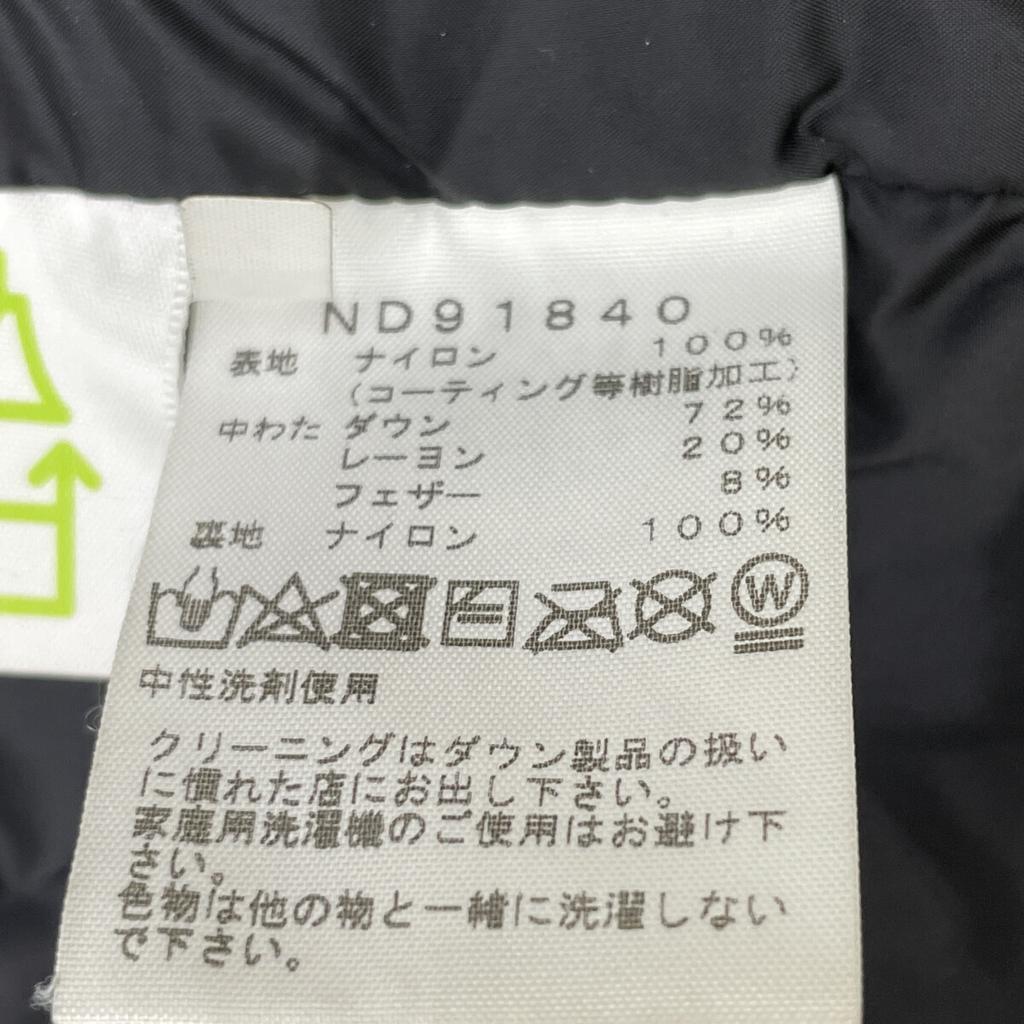 ND91840
表地 ナイロン 100%
(コーティング等樹脂加工)
中わた ダウン 72%
レーヨン 20%
フェザー 8%
裏地 ナイロン 100%
W
中性洗剤使用
クリーニングはダウン製品の扱い
に慣れた店にお出し下さい。
家庭用洗濯機のご使用はお避け下
さい。
色物は他の物と一緒に洗濯しない
で下さい。